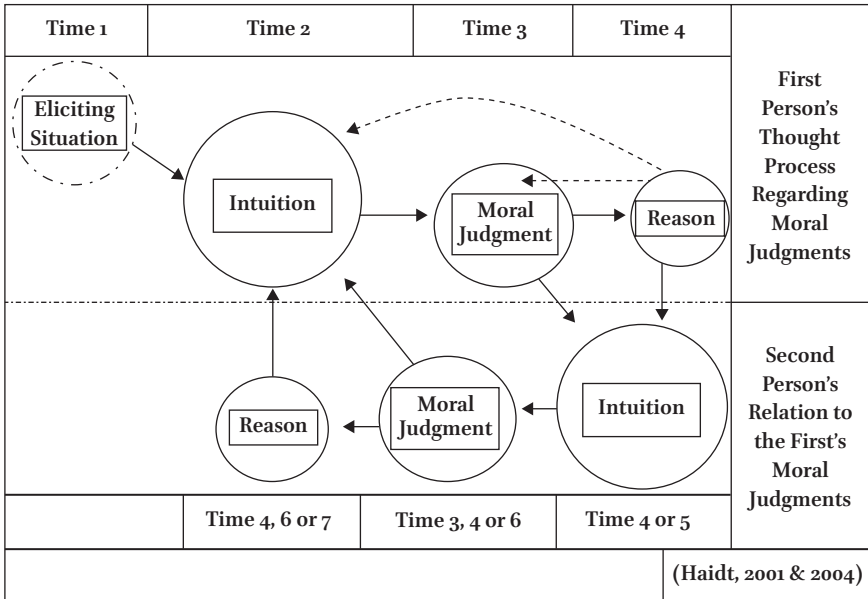 Time 1
Time 2
Time 3
Time 4
Eliciting
Situation
Intuition
Moral
Judgment
Reason
First
Person's
Thought
Process
Regarding
Moral
Judgments
Reason
Moral
Judgment
Intuition
Second
Person's
Relation to
the First's
Moral
Judgments
Time 4, 6 or 7
Time 3, 4 or 6
Time 4 or 5
(Haidt, 2001 & 2004)